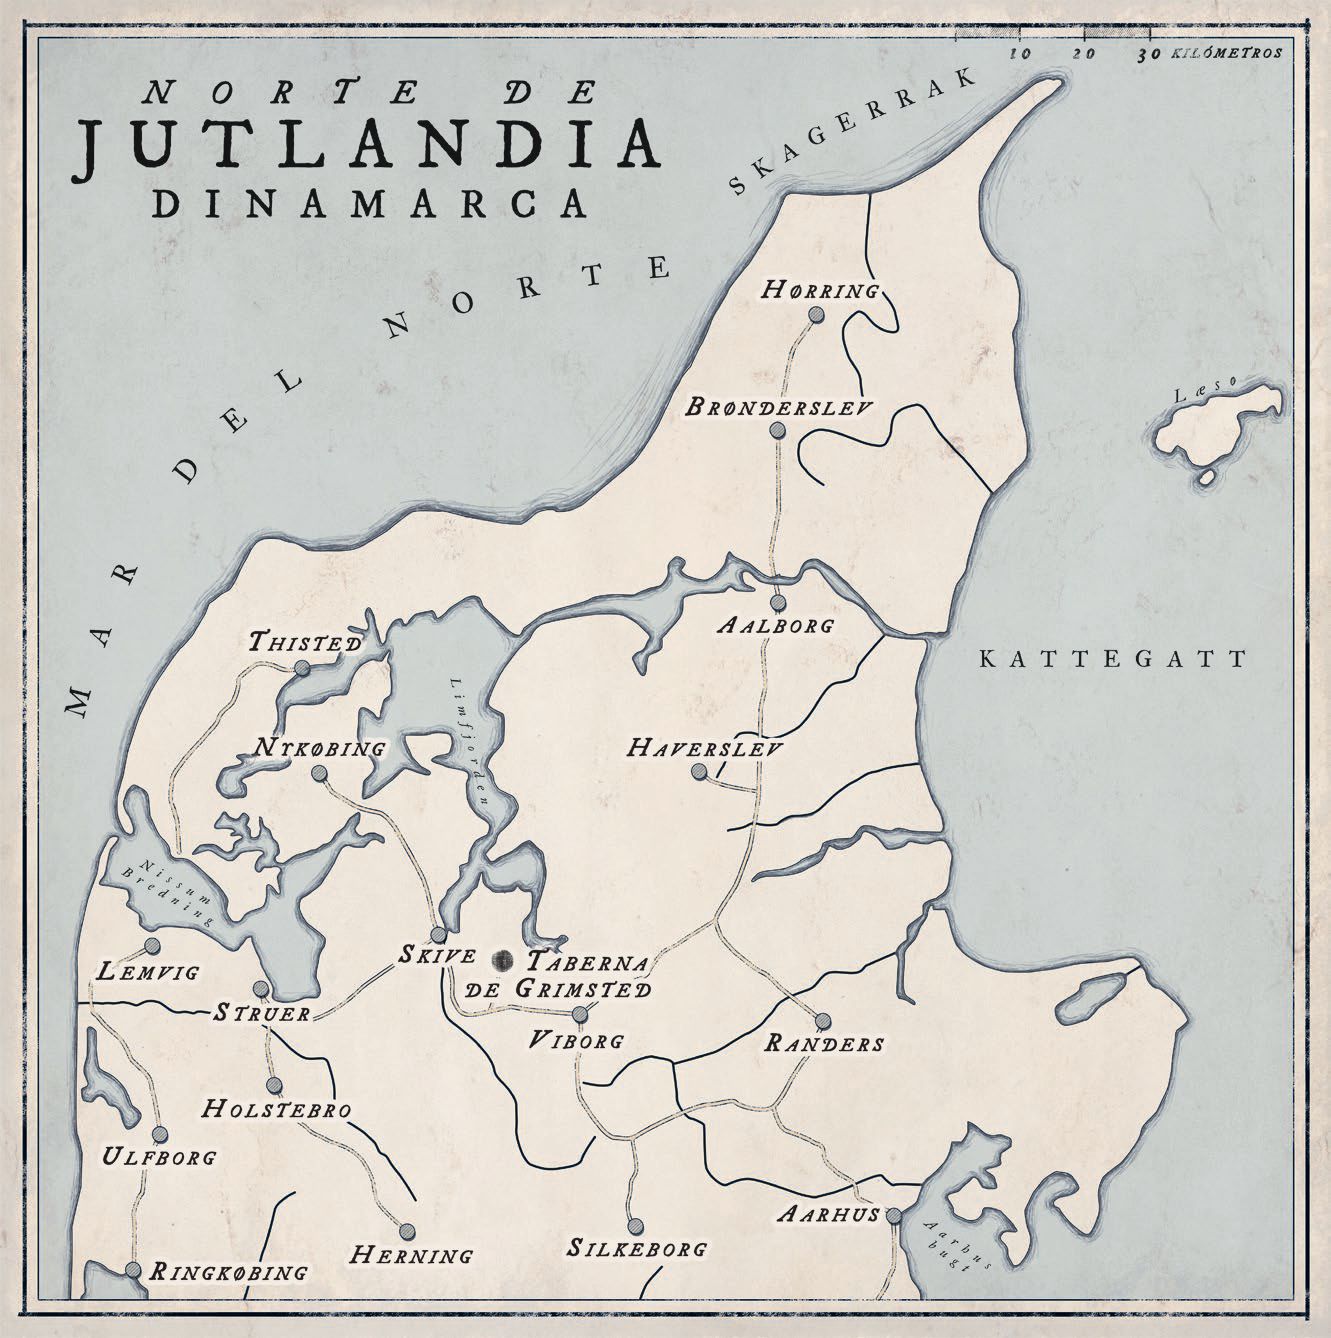 10 20 30 KILÓMETROS
NORTE DE
JUTLANDIA
DINAMARCA
SKAGERRAK
MAR DEL NORTE
HØRRING
BRØNDERSLEV
Læsø
THISTED
AALBORG
KATTEGATT
Limfjorden
NYKØBING
HAVERSLEV
Nissum
Bredning
SKIVE
TABERNA
DE GRIMSTED
LEMVIG
STRUER
VIBORG
RANDERS
HOLSTEBRO
ULFBORG
AARHUS
Aarhus
bugt
HERNING
SILKEBORG
RINGKØBING